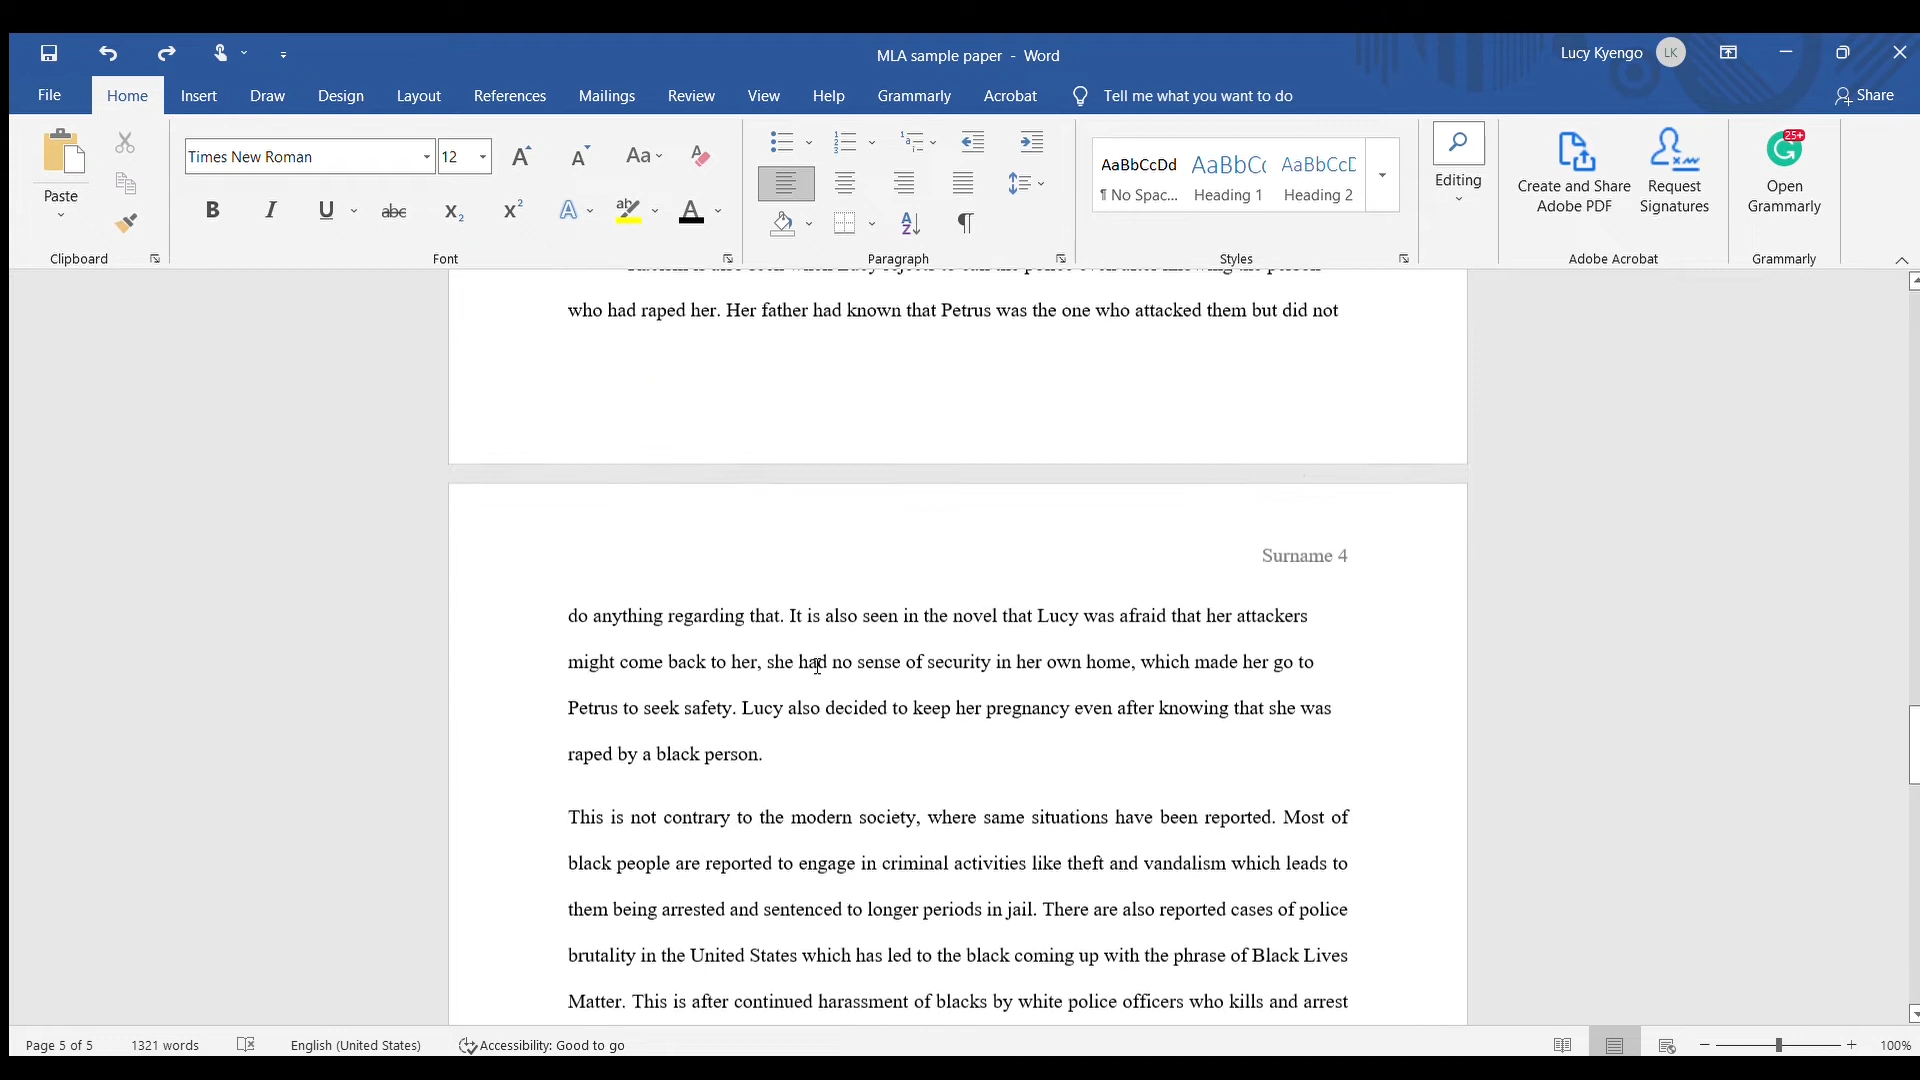 MLA sample paper - Word
Lucy Kyengo LK
File Home Insert Draw Design Layout References Mailings Review View Help Grammarly Acrobat Tell me what you want to do Share
Paste
Clipboard
Times New Roman 12
Aa
B I U abc X2 X2 A ab A
Font
Paragraph
AaBbCcDd AaBbC AaBbCcD
¶ No Spac... Heading 1 Heading 2
Styles
Editing
Create and Share Adobe PDF
Request Signatures
Adobe Acrobat
25+
Open Grammarly
Grammarly
who had raped her. Her father had known that Petrus was the one who attacked them but did not
Surname 4
do anything regarding that. It is also seen in the novel that Lucy was afraid that her attackers
might come back to her, she had no sense of security in her own home, which made her go to
Petrus to seek safety. Lucy also decided to keep her pregnancy even after knowing that she was
raped by a black person.
This is not contrary to the modern society, where same situations have been reported. Most of
black people are reported to engage in criminal activities like theft and vandalism which leads to
them being arrested and sentenced to longer periods in jail. There are also reported cases of police
brutality in the United States which has led to the black coming up with the phrase of Black Lives
Matter. This is after continued harassment of blacks by white police officers who kills and arrest
Page 5 of 5 1321 words English (United States) Accessibility: Good to go 100%